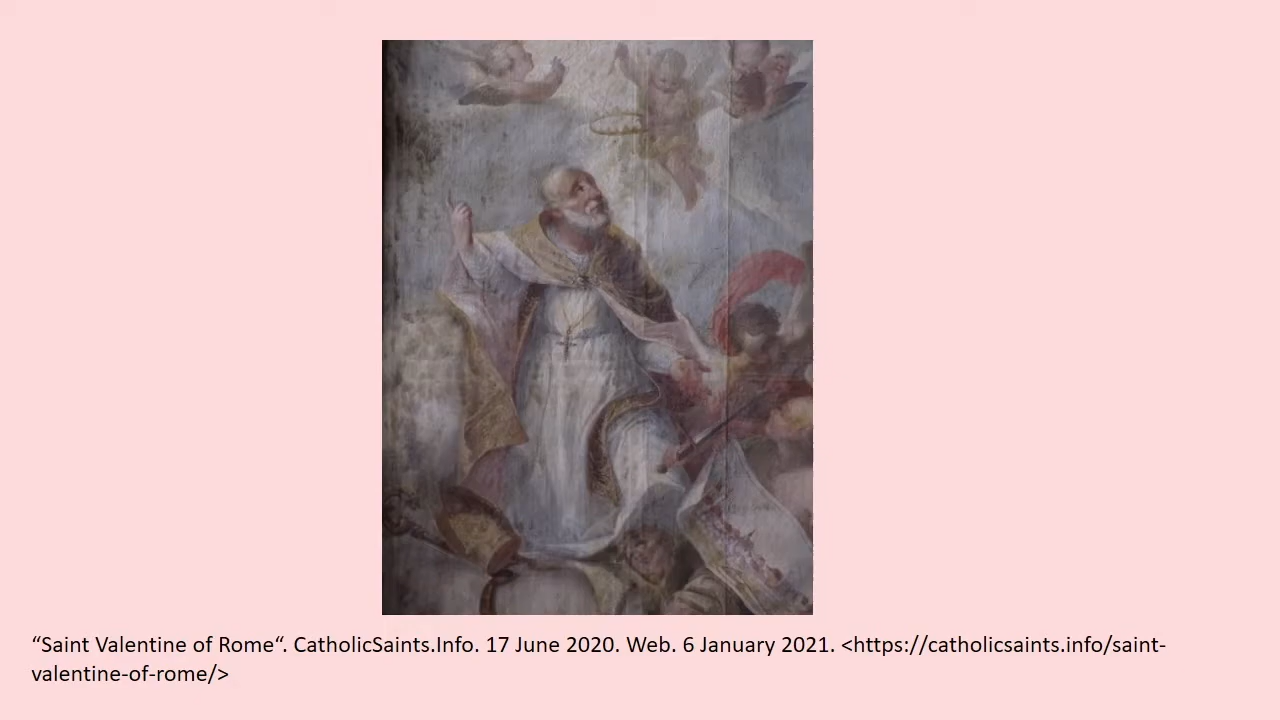 “Saint Valentine of Rome“. CatholicSaints.Info. 17 June 2020. Web. 6 January 2021. <https://catholicsaints.info/saint-
valentine-of-rome/>